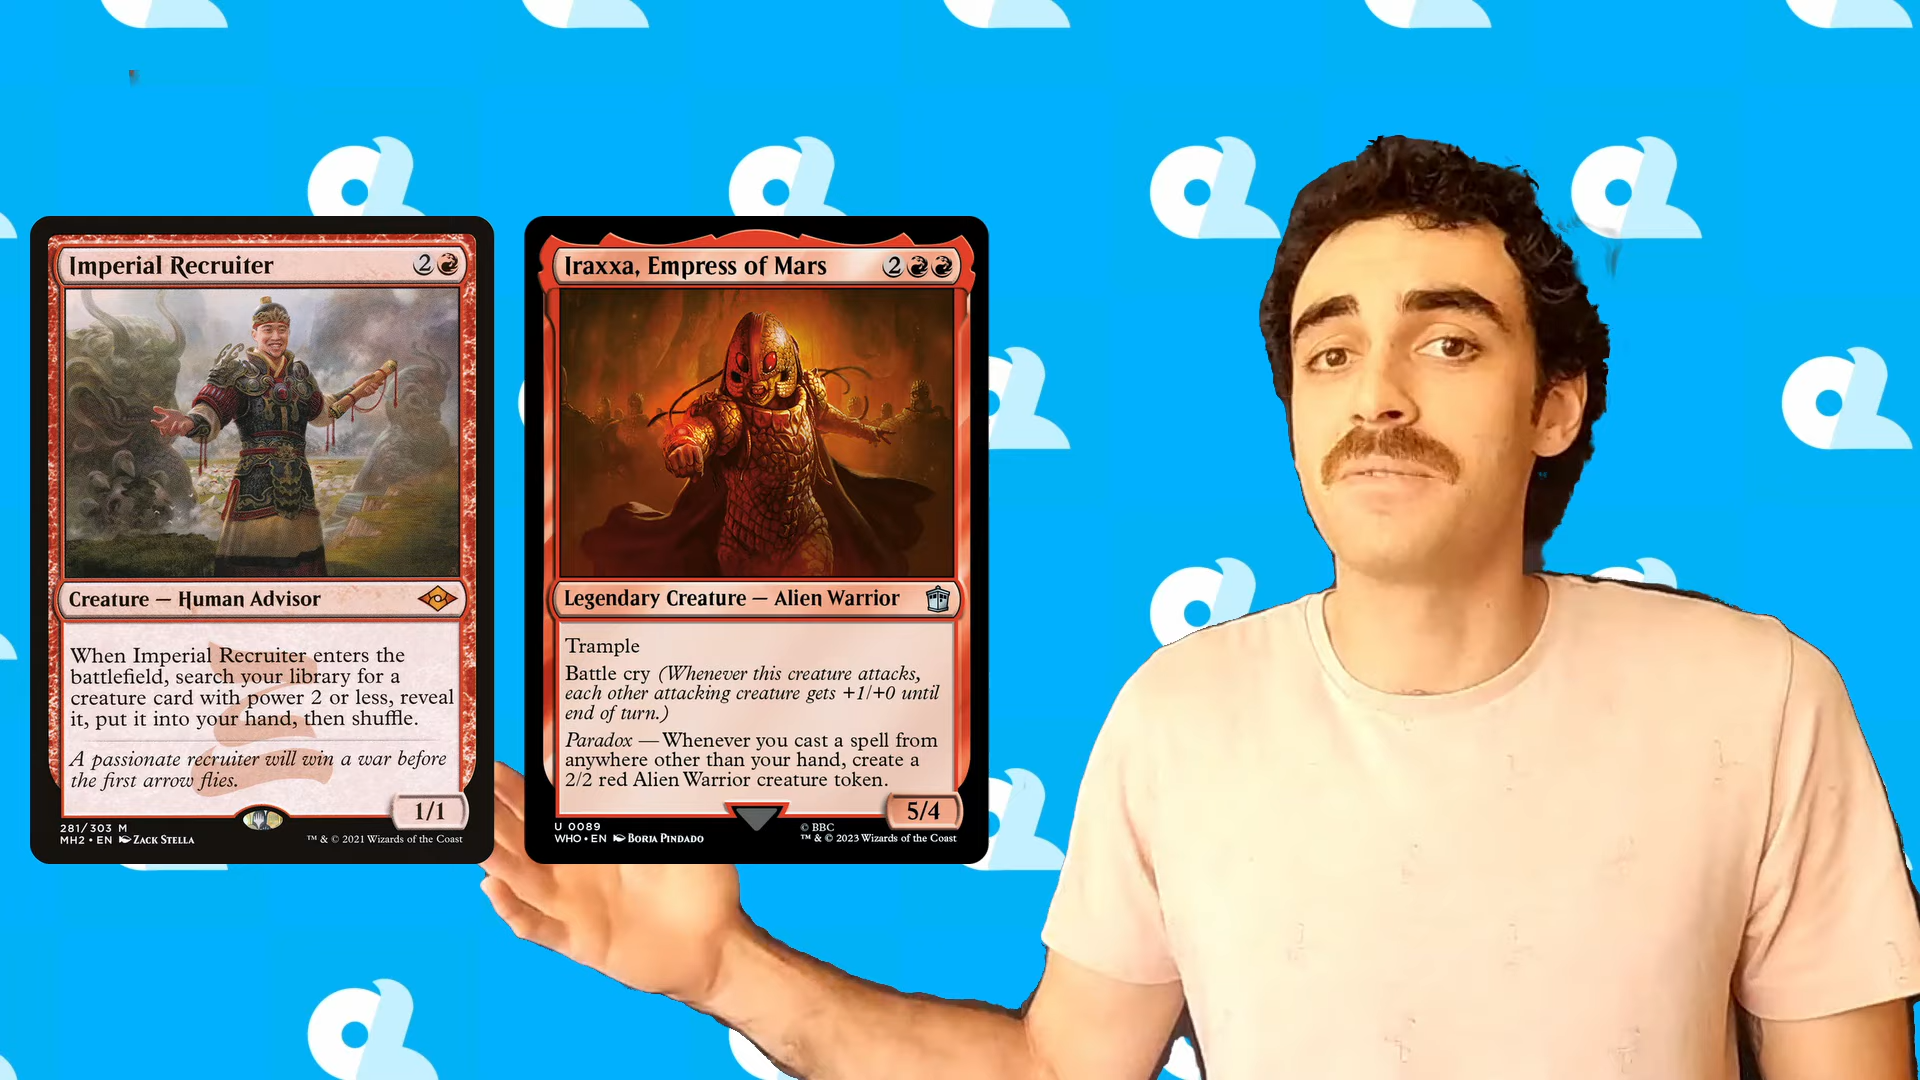 Imperial Recruiter 2
Creature — Human Advisor
When Imperial Recruiter enters the
battlefield, search your library for a
creature card with power 2 or less, reveal
it, put it into your hand, then shuffle.
A passionate recruiter will win a war before
the first arrow flies.
1/1
281/303 M
MH2 • EN Zack Stella
™ & © 2021 Wizards of the Coast
Iraxxa, Empress of Mars 2
Legendary Creature — Alien Warrior
Trample
Battle cry (Whenever this creature attacks,
each other attacking creature gets +1/+0 until
end of turn.)
Paradox — Whenever you cast a spell from
anywhere other than your hand, create a
2/2 red Alien Warrior creature token.
5/4
U 0089
WHO • EN Borja Pindado
© BBC
™ & © 2023 Wizards of the Coast